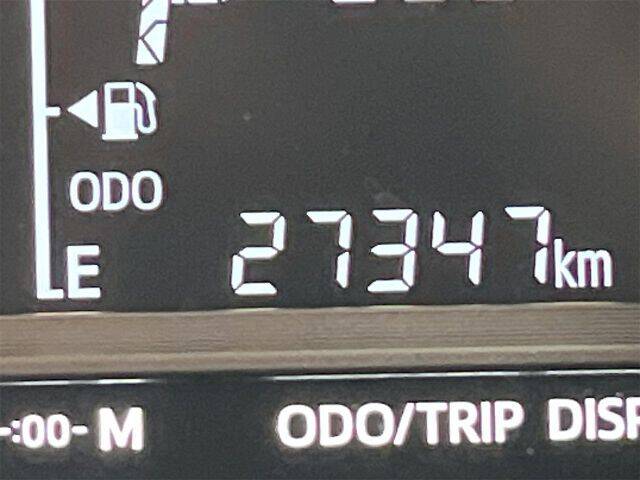 ODO
27347km
E
-:00- M ODO/TRIP DISP